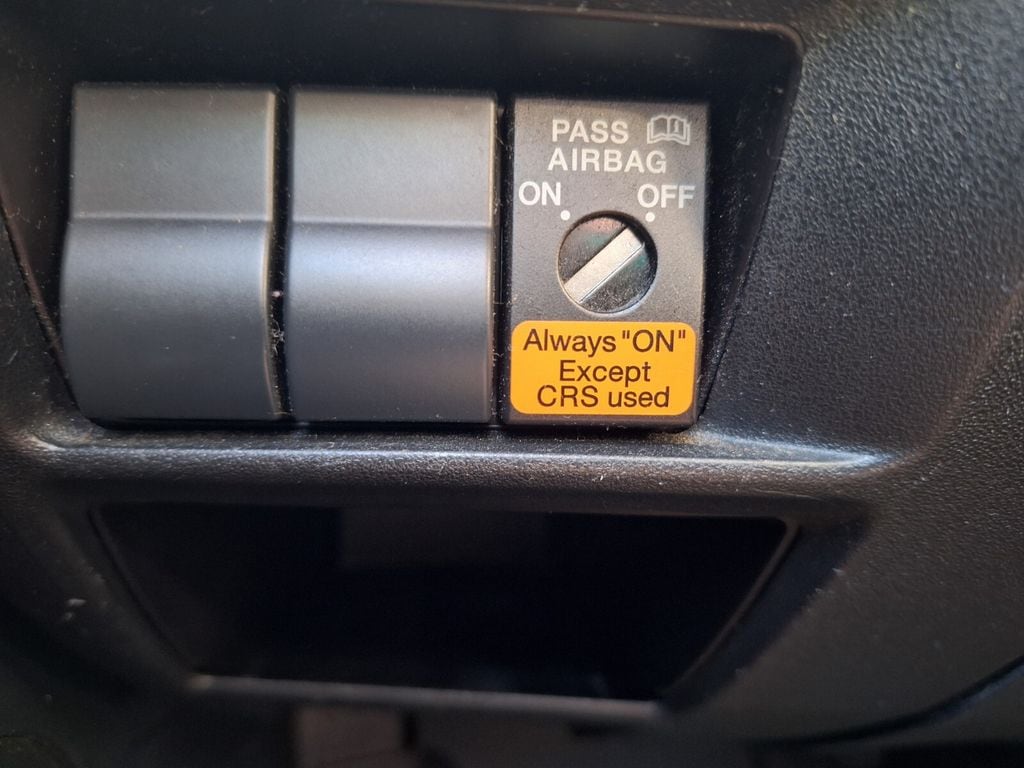 PASS
AIRBAG
ON OFF
Always "ON"
Except
CRS used